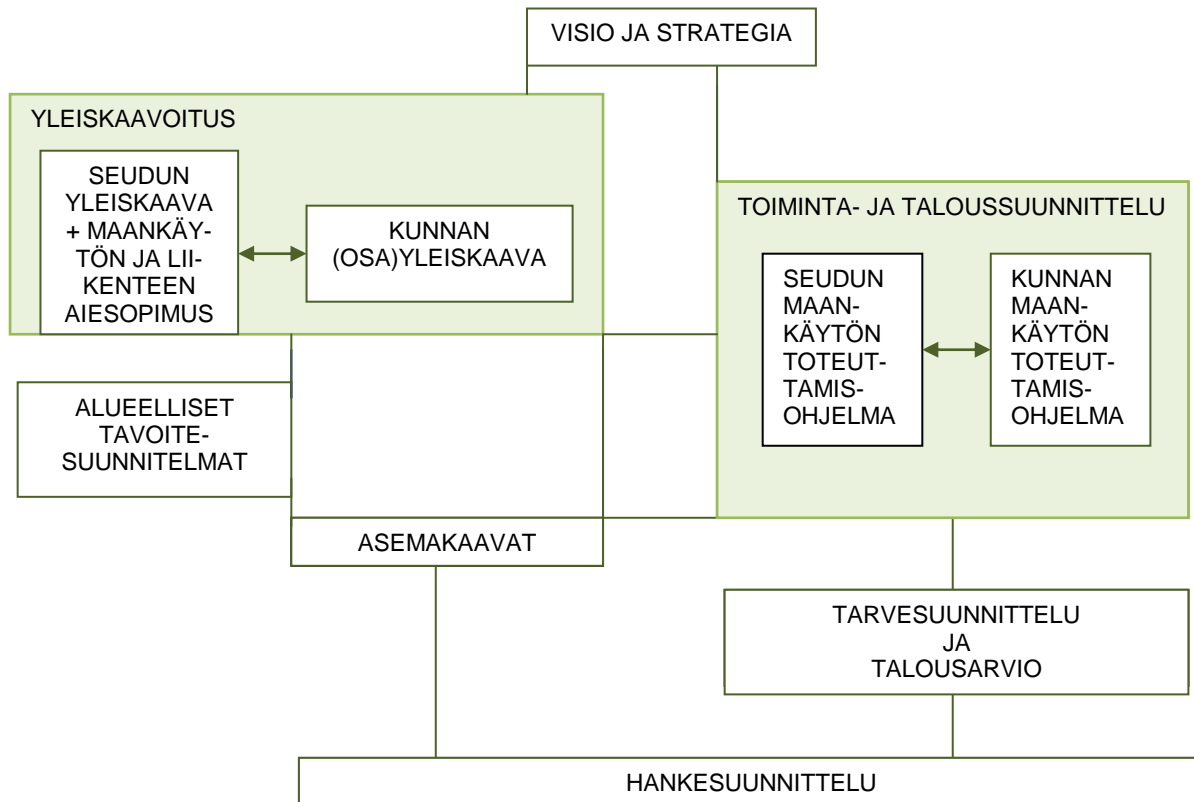 VISIO JA STRATEGIA
YLEISKAAVOITUS
SEUDUN
YLEISKAAVA
+ MAANKÄY-
TÖN JA LII-
KENTEEN
AIESOPIMUS
KUNNAN
(OSA)YLEISKAAVA
TOIMINTA- JA TALOUSSUUNNITTELU
SEUDUN
MAAN-
KÄYTÖN
TOTEUT-
TAMIS-
OHJELMA
KUNNAN
MAAN-
KÄYTÖN
TOTEUT-
TAMIS-
OHJELMA
ALUEELLISET
TAVOITE-
SUUNNITELMAT
ASEMAKAAVAT
TARVESUUNNITTELU
JA
TALOUSARVIO
HANKESUUNNITTELU